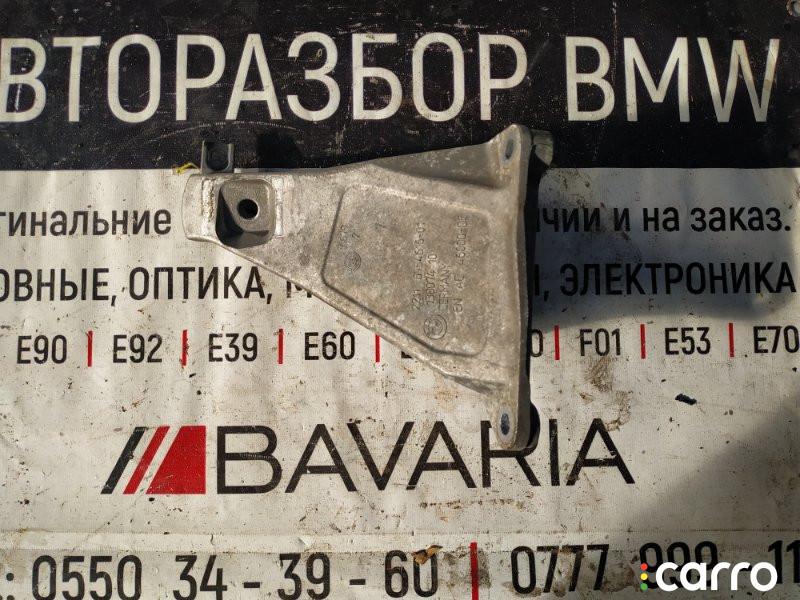 АВТОРАЗБОР BMW
гинальние чии и на заказ.
ОВНЫЕ, ОПТИКА, ЭЛЕКТРОНИКА
E90 | E92 | E39 | E60 | F01 | E53 | E70
BAVARIA
0550 34 - 39 - 60 | 0777
carro